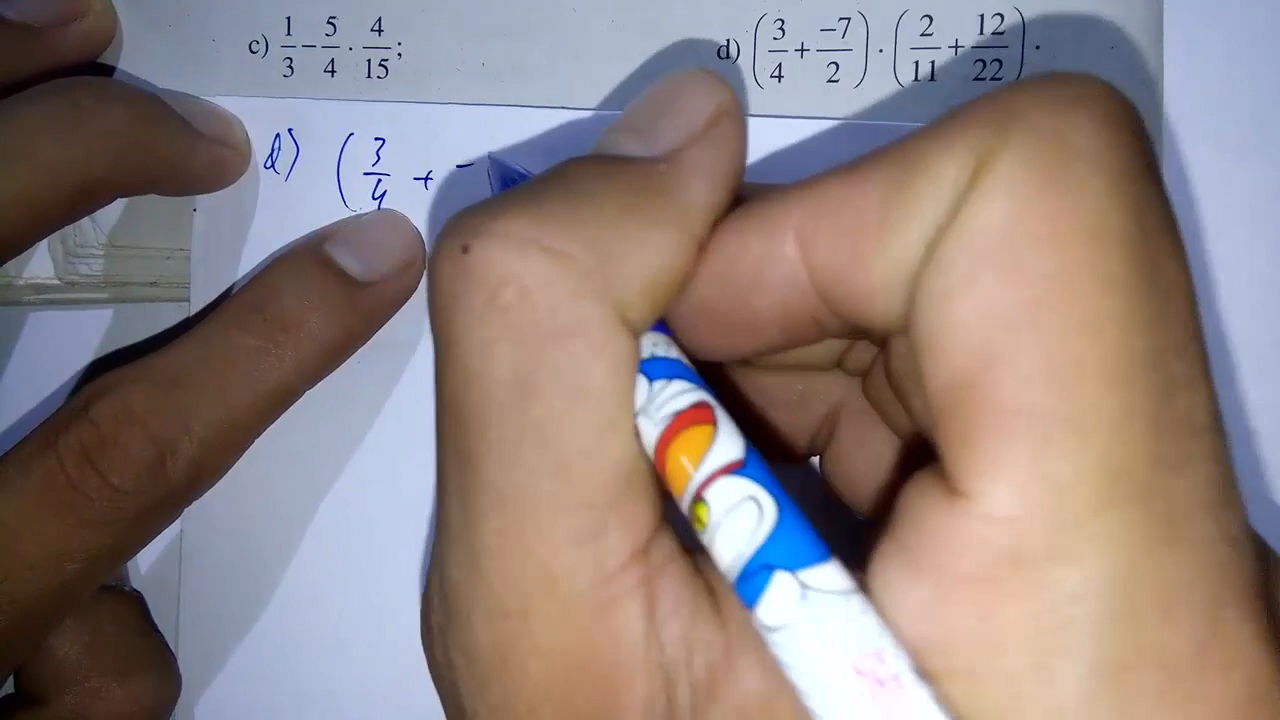 c) 1/3 − 5/4 · 4/15;
d) (3/4 + −7/2) · (2/11 + 12/22) ·
d) (3/4 + −